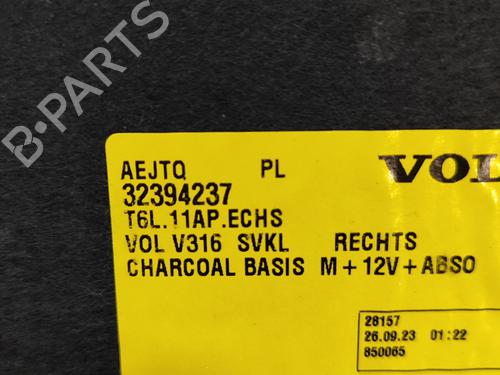 B-PARTS
AEJTQ PL
32394237
T6L.11AP.ECHS
VOL V316 SVKL RECHTS
CHARCOAL BASIS M+12V+ABSO
VOL
28157
26.09.23 01:22
850065